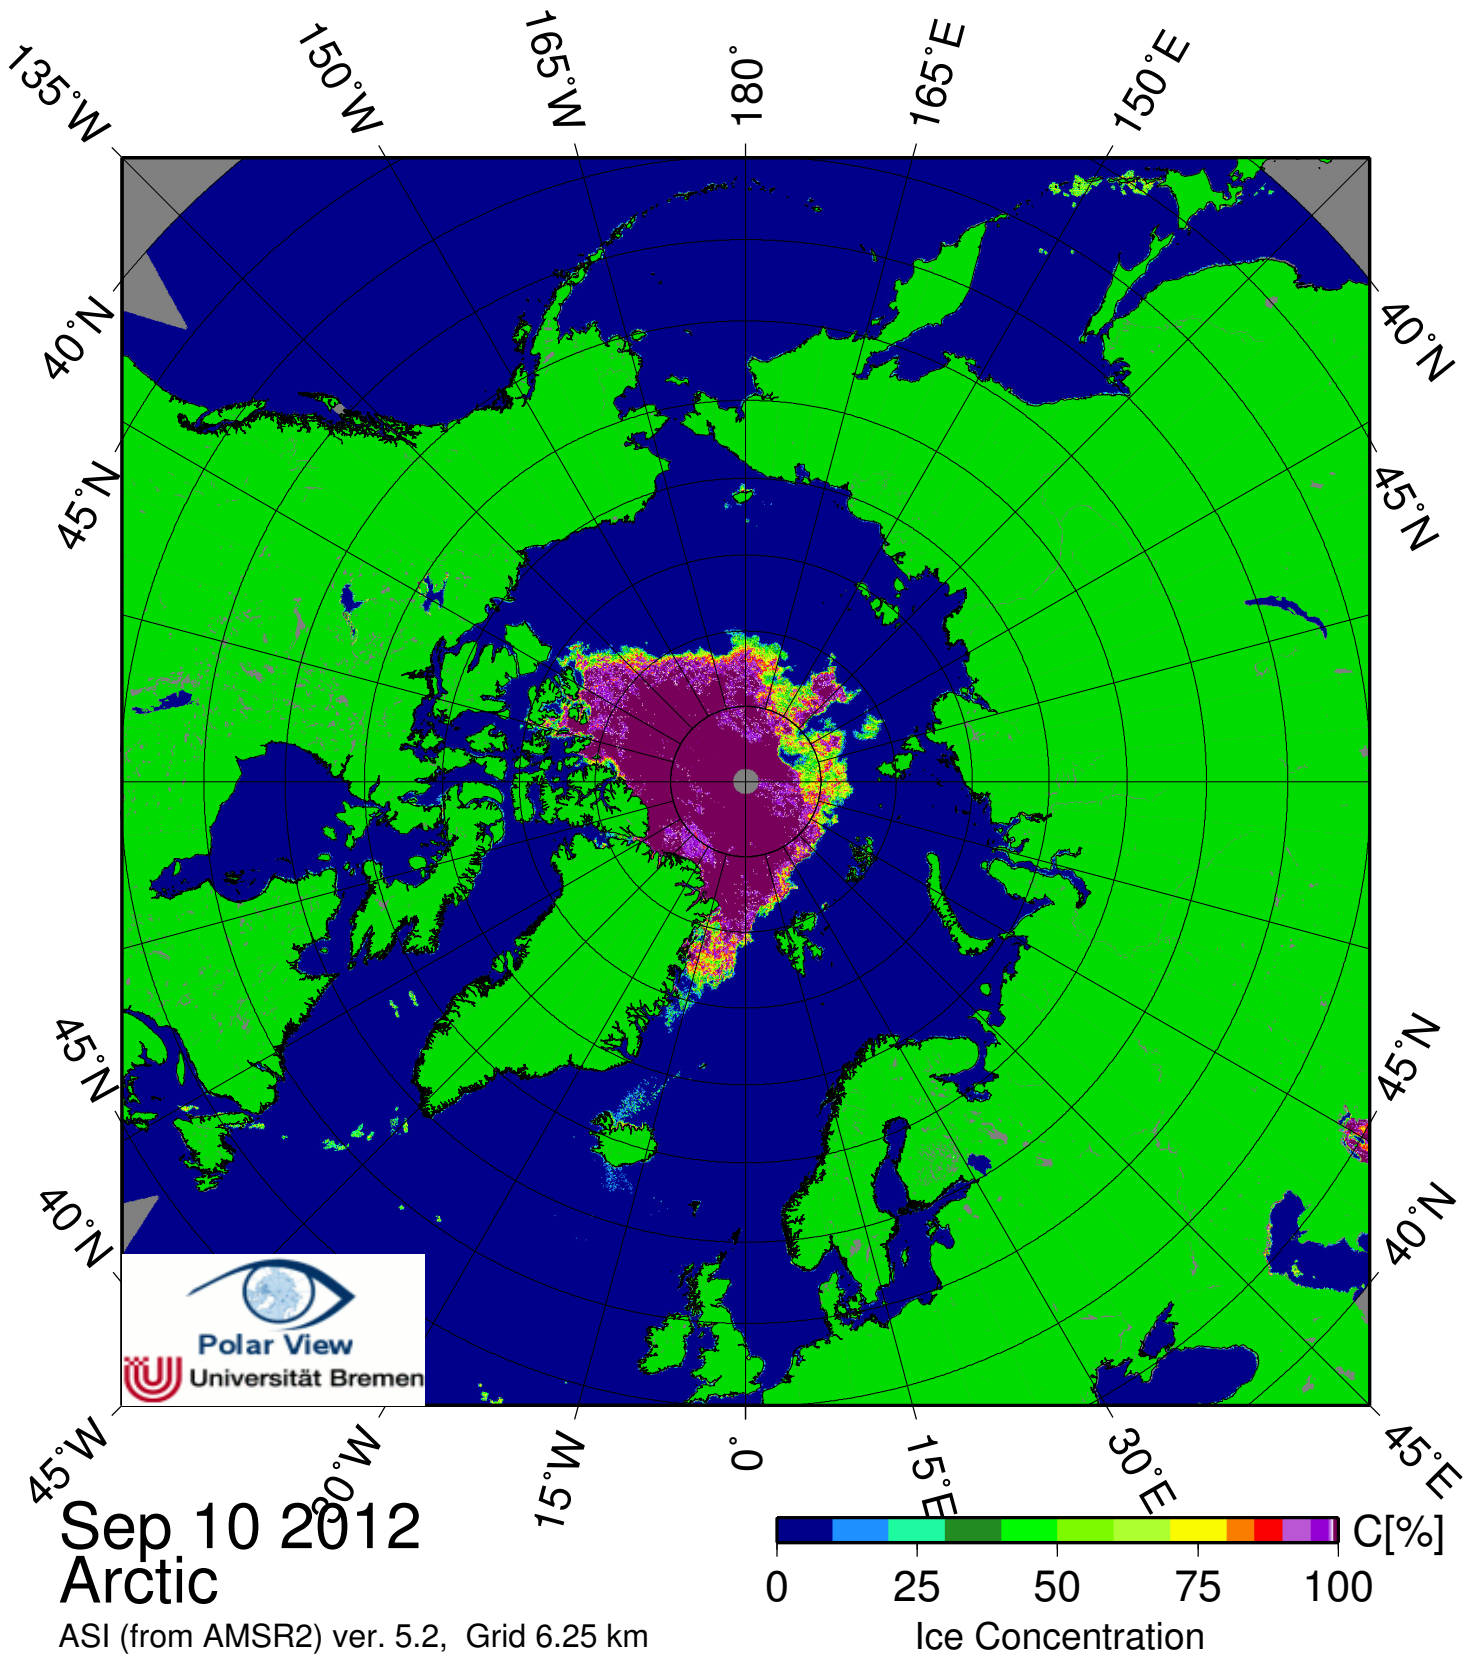 135°W
150°W
165°W
180°
165°E
150°E
40°N
40°N
45°N
45°N
45°N
45°N
40°N
40°N
Polar View
Universität Bremen
45°W
30°W
15°W
0°
15°E
30°E
45°E
Sep 10 2012
Arctic
ASI (from AMSR2) ver. 5.2, Grid 6.25 km
C[%]
0 25 50 75 100
Ice Concentration